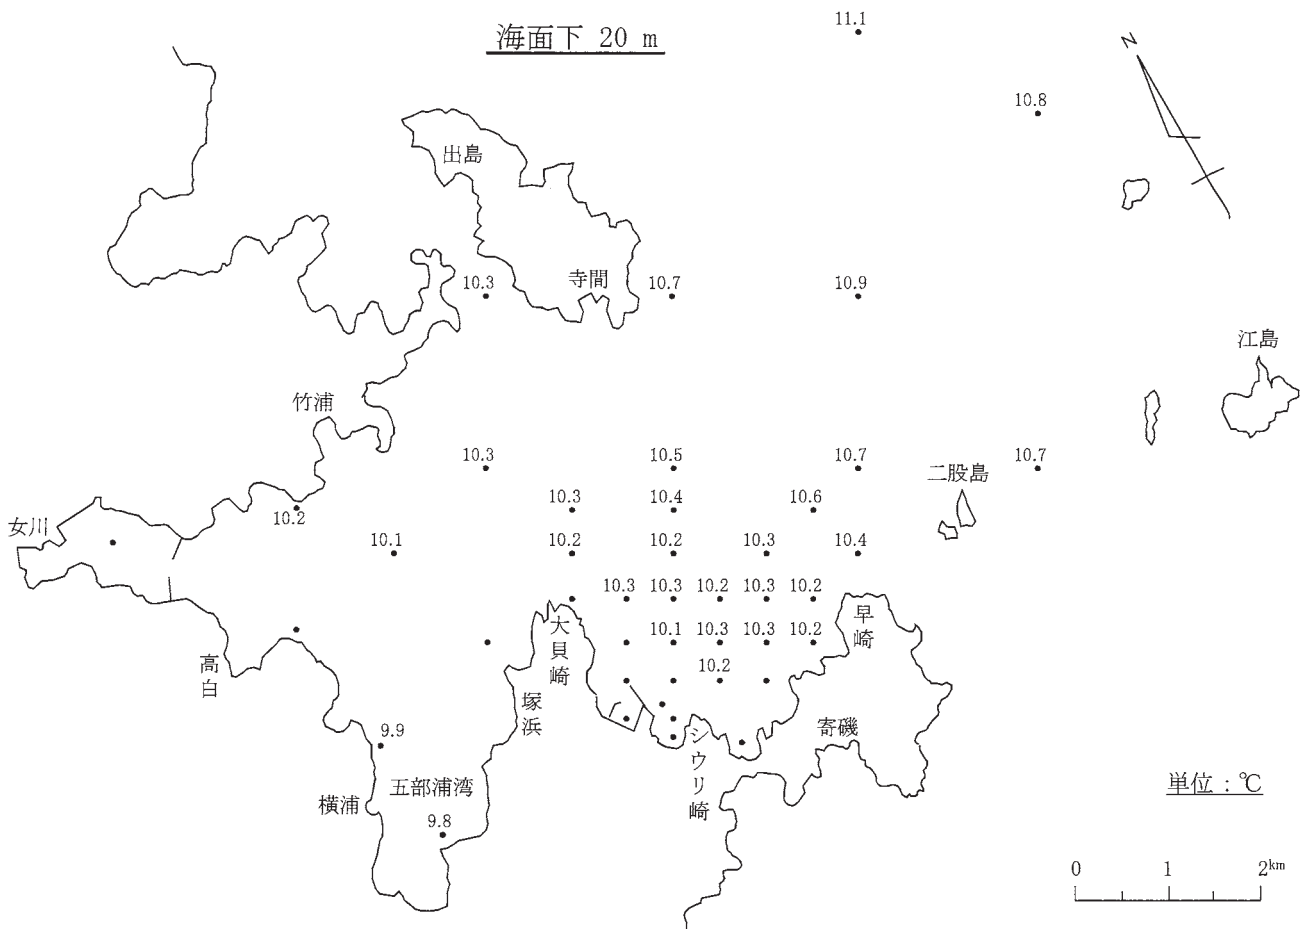 海面下 20 m
11.1
N
10.8
出島
寺間
10.3
10.7
10.9
江島
竹浦
10.3
10.5
10.7
二股島
10.7
10.2
10.3
10.4
10.6
女川
10.1
10.2
10.2
10.3
10.4
10.3
10.3
10.2
10.3
10.2
大貝崎
早崎
10.1
10.3
10.3
10.2
高白
10.2
塚浜
寄磯
9.9
シウリ崎
五部浦湾
横浦
9.8
単位：℃
0 1 2km